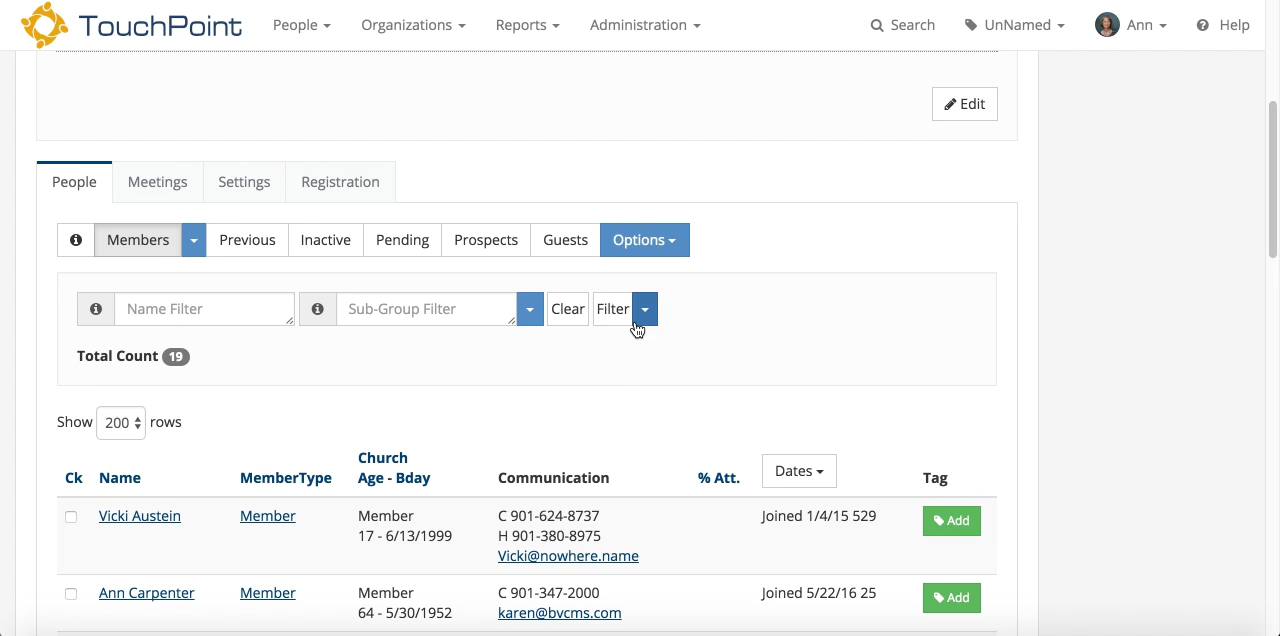 TouchPoint People Organizations Reports Administration Search UnNamed Ann Help
Edit
People Meetings Settings Registration
Members Previous Inactive Pending Prospects Guests Options
Name Filter Sub-Group Filter Clear Filter
Total Count 19
Show 200 rows
Church
Ck Name MemberType Age - Bday Communication % Att. Dates Tag
Vicki Austein Member Member C 901-624-8737 Joined 1/4/15 529 Add
17 - 6/13/1999 H 901-380-8975
Vicki@nowhere.name
Ann Carpenter Member Member C 901-347-2000 Joined 5/22/16 25 Add
64 - 5/30/1952 karen@bvcms.com